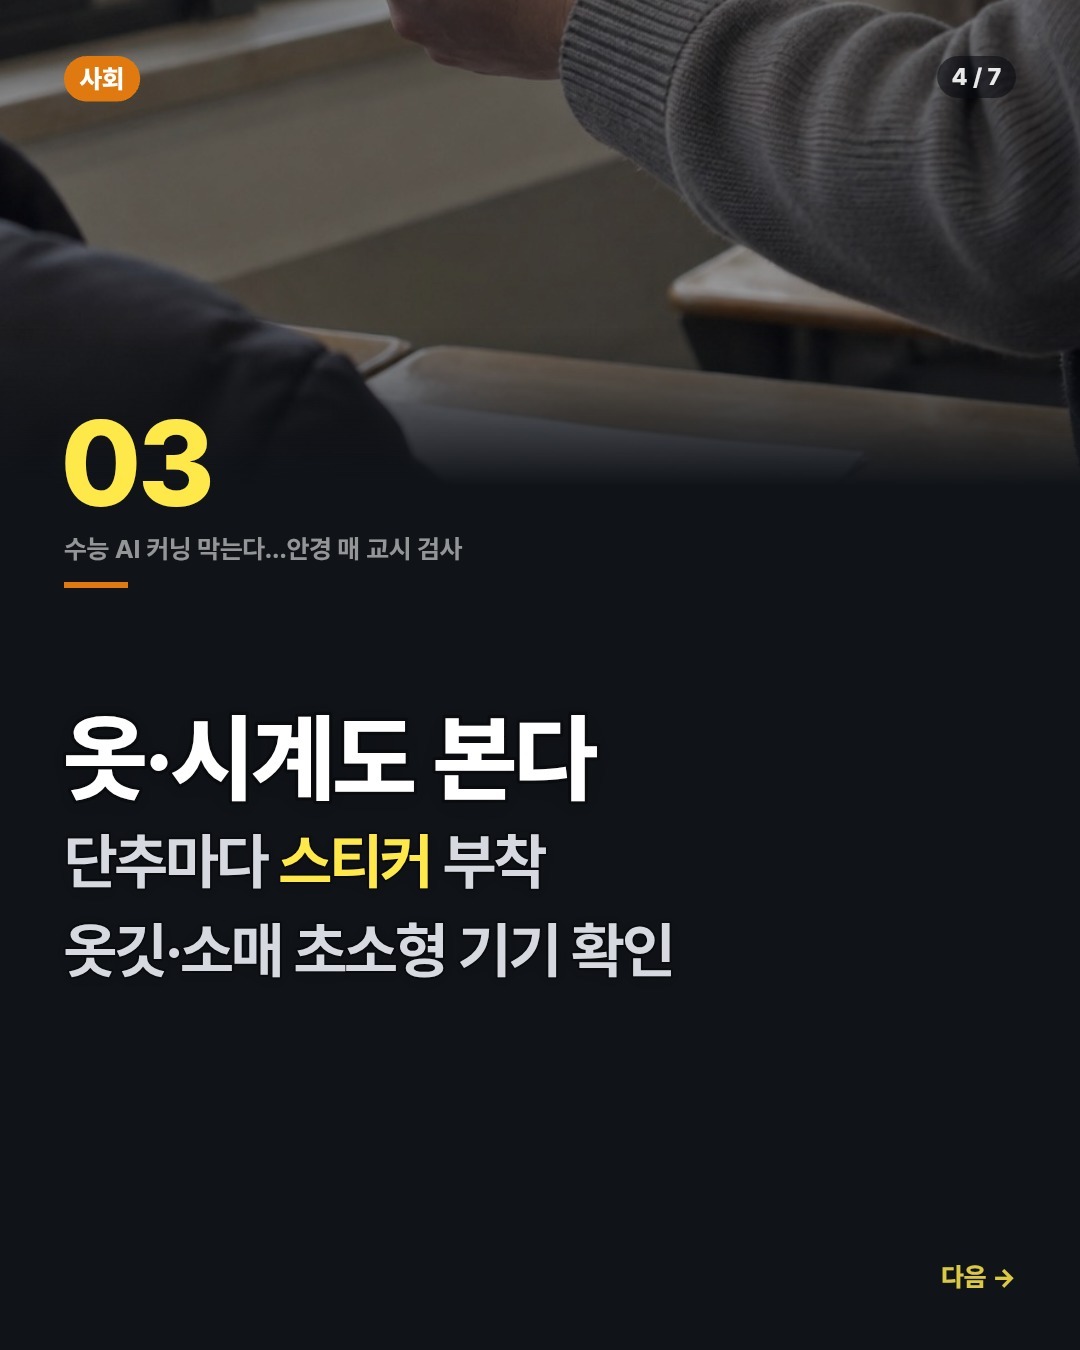 사회
4 / 7
03
수능 AI 커닝 막는다...안경 매 교시 검사
옷·시계도 본다
단추마다 스티커 부착
옷깃·소매 초소형 기기 확인
다음 →